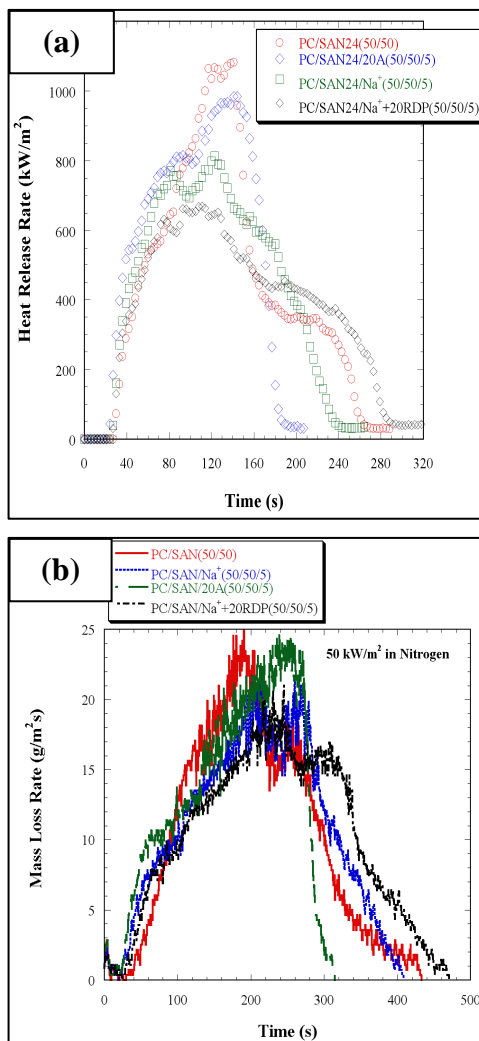 (a)
PC/SAN24(50/50)
PC/SAN24/20A(50/50/5)
PC/SAN24/Na+(50/50/5)
PC/SAN24/Na++20RDP(50/50/5)
Heat Release Rate (kW/m2)
1000
800
600
400
200
0
0 40 80 120 160 200 240 280 320
Time (s)
(b)
PC/SAN(50/50)
PC/SAN/Na+(50/50/5)
PC/SAN/20A(50/50/5)
PC/SAN/Na++20RDP(50/50/5)
50 kW/m2 in Nitrogen
Mass Loss Rate (g/m2s)
25
20
15
10
5
0
0 100 200 300 400 500
Time (s)